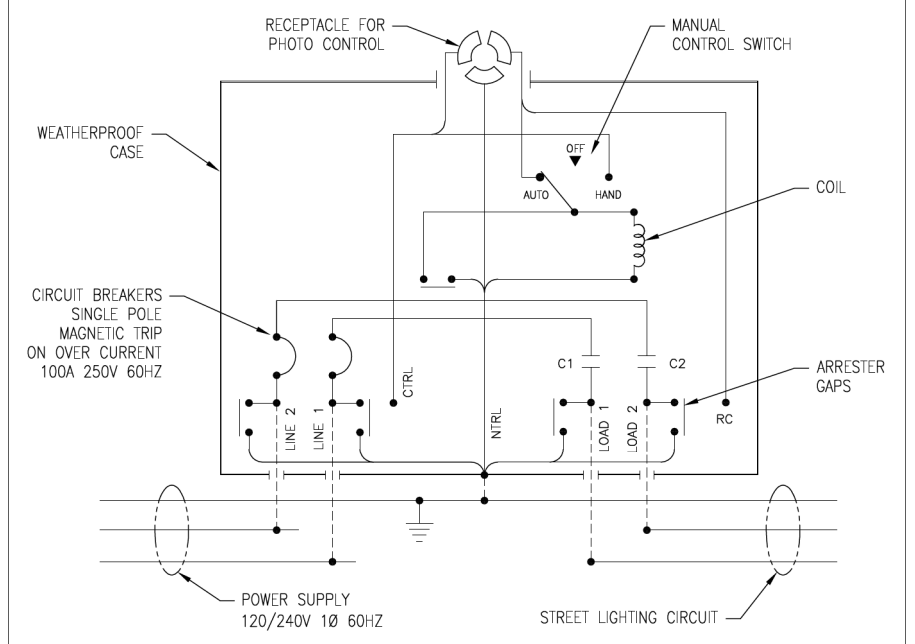 RECEPTACLE FOR
PHOTO CONTROL
MANUAL
CONTROL SWITCH
WEATHERPROOF
CASE
OFF
AUTO
HAND
COIL
CIRCUIT BREAKERS
SINGLE POLE
MAGNETIC TRIP
ON OVER CURRENT
100A 250V 60HZ
C1
C2
ARRESTER
GAPS
LINE 2
LINE 1
CTRL
NTRL
LOAD 1
LOAD 2
RC
POWER SUPPLY
120/240V 1Ø 60HZ
STREET LIGHTING CIRCUIT